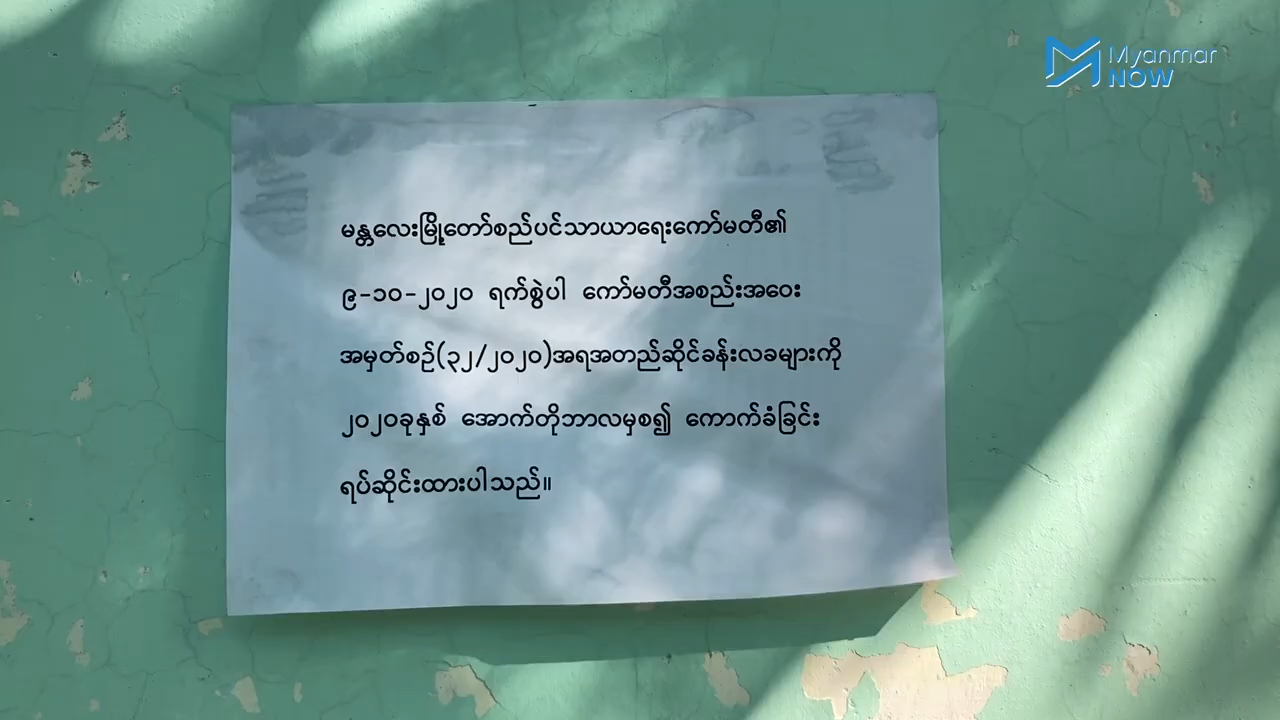 Myanmar
NOW
မန္တလေးမြို့တော်စည်ပင်သာယာရေးကော်မတီ၏
၉-၁၀-၂၀၂၀ ရက်စွဲပါ ကော်မတီအစည်းအဝေး
အမှတ်စဉ်(၃၂/၂၀၂၀)အရအတည်ဆိုင်ခန်းလခများကို
၂၀၂၀ခုနှစ် အောက်တိုဘာလမှစ၍ ကောက်ခံခြင်း
ရပ်ဆိုင်းထားပါသည်။